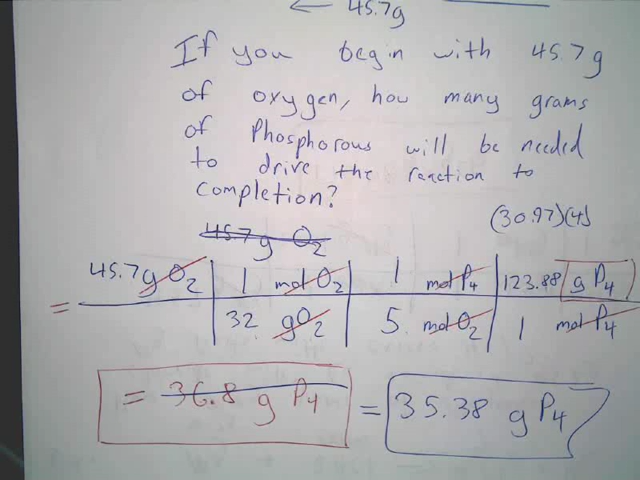 ← 45.7g
If you begin with 45.7g
of oxygen, how many grams
of Phosphorous will be needed
to drive the reaction to
completion?
(30.97)(4)
45.7 g O2
= 45.7g O2 | 1 mol O2 | 1 mol P4 | 123.88 g P4
32 g O2 | 5 mol O2 | 1 mol P4
= 36.8 g P4 = 35.38 g P4